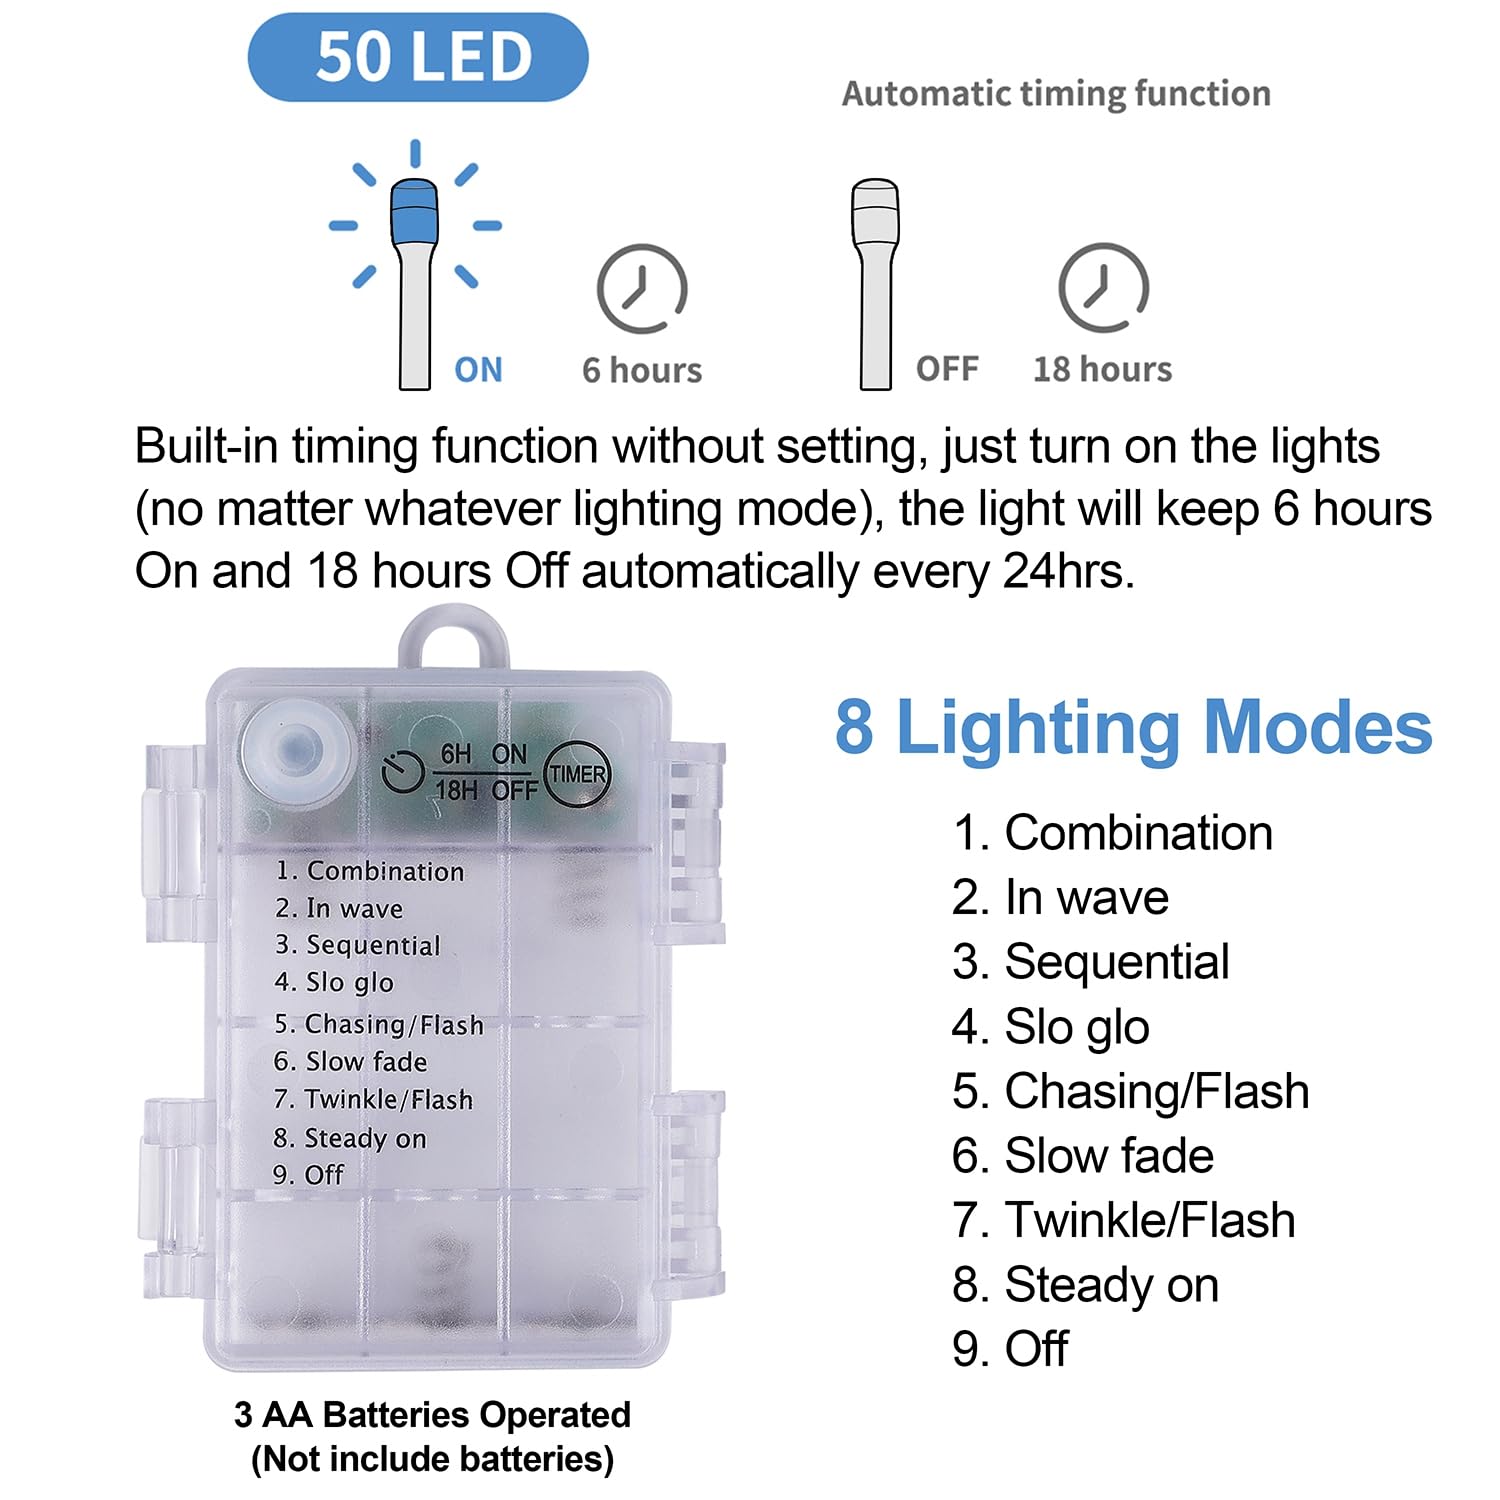 50 LED
Automatic timing function
ON
6 hours
OFF
18 hours
Built-in timing function without setting, just turn on the lights
(no matter whatever lighting mode), the light will keep 6 hours
On and 18 hours Off automatically every 24hrs.
6H ON
18H OFF
TIMER
1. Combination
2. In wave
3. Sequential
4. Slo glo
5. Chasing/Flash
6. Slow fade
7. Twinkle/Flash
8. Steady on
9. Off
3 AA Batteries Operated
(Not include batteries)
8 Lighting Modes
1. Combination
2. In wave
3. Sequential
4. Slo glo
5. Chasing/Flash
6. Slow fade
7. Twinkle/Flash
8. Steady on
9. Off